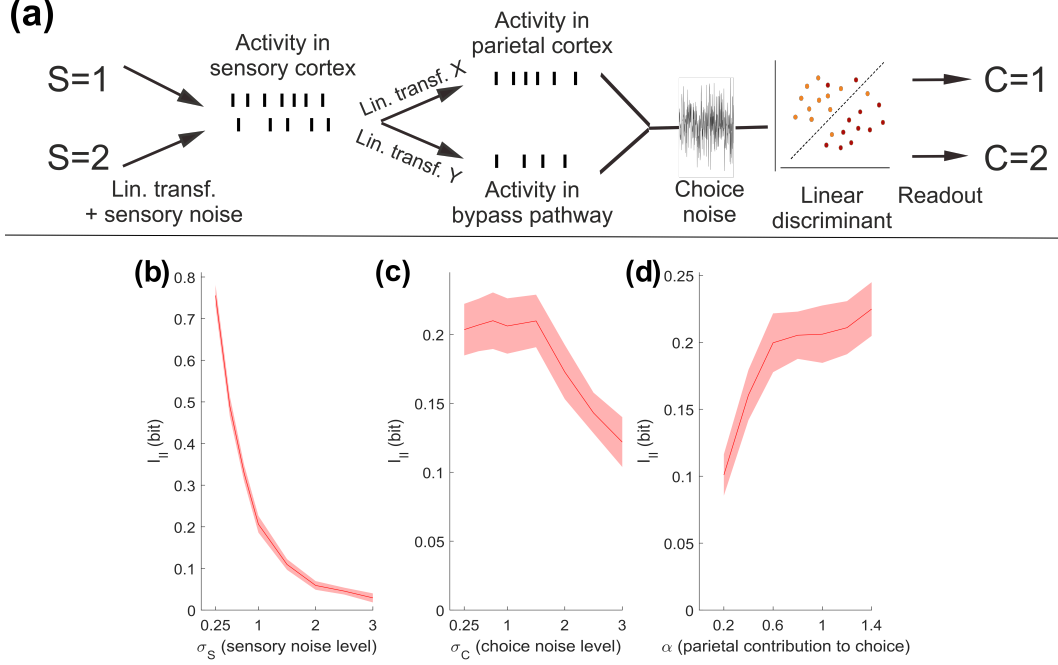 (a)
S=1
S=2
Lin. transf.
+ sensory noise
Activity in
sensory cortex
Lin. transf. X
Lin. transf. Y
Activity in
parietal cortex
Activity in
bypass pathway
Choice
noise
Linear
discriminant
Readout
C=1
C=2
(b)
0.8
0.7
0.6
0.5
0.4
0.3
0.2
0.1
0
I_II (bit)
0.25 1 2 3
σ_S (sensory noise level)
(c)
0.2
0.15
0.1
0.05
0
I_II (bit)
0.25 1 2 3
σ_C (choice noise level)
(d)
0.25
0.2
0.15
0.1
0.05
0
I_II (bit)
0.2 0.6 1 1.4
α (parietal contribution to choice)